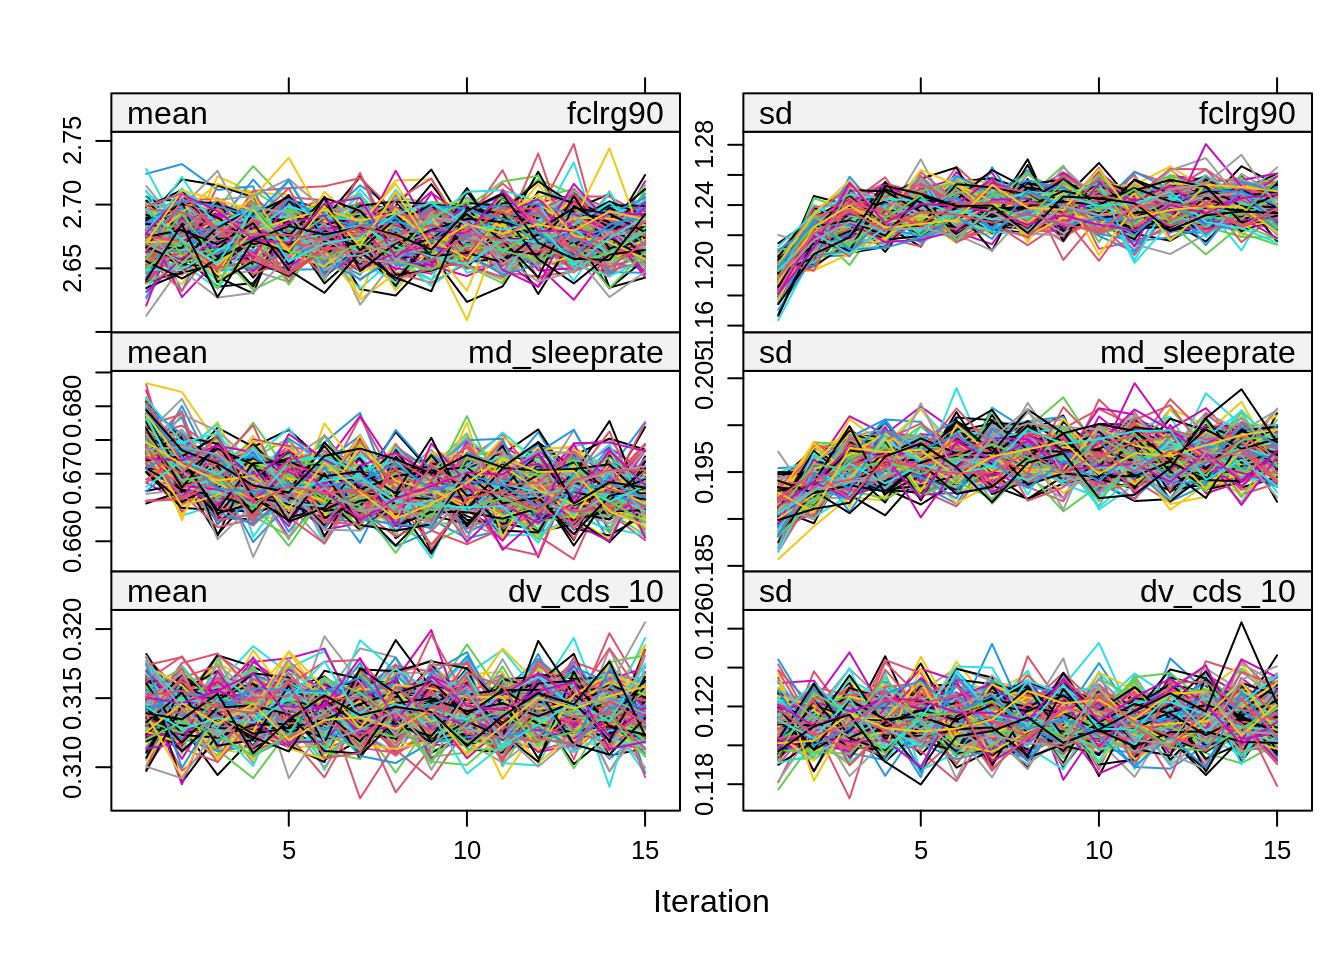 mean fclrg90
sd fclrg90
2.65 2.70 2.75
1.16 1.20 1.24 1.28
mean md_sleeprate
sd md_sleeprate
0.660 0.670 0.680
0.185 0.195 0.205
mean dv_cds_10
sd dv_cds_10
0.310 0.315 0.320
0.118 0.122 0.126
5 10 15
5 10 15
Iteration